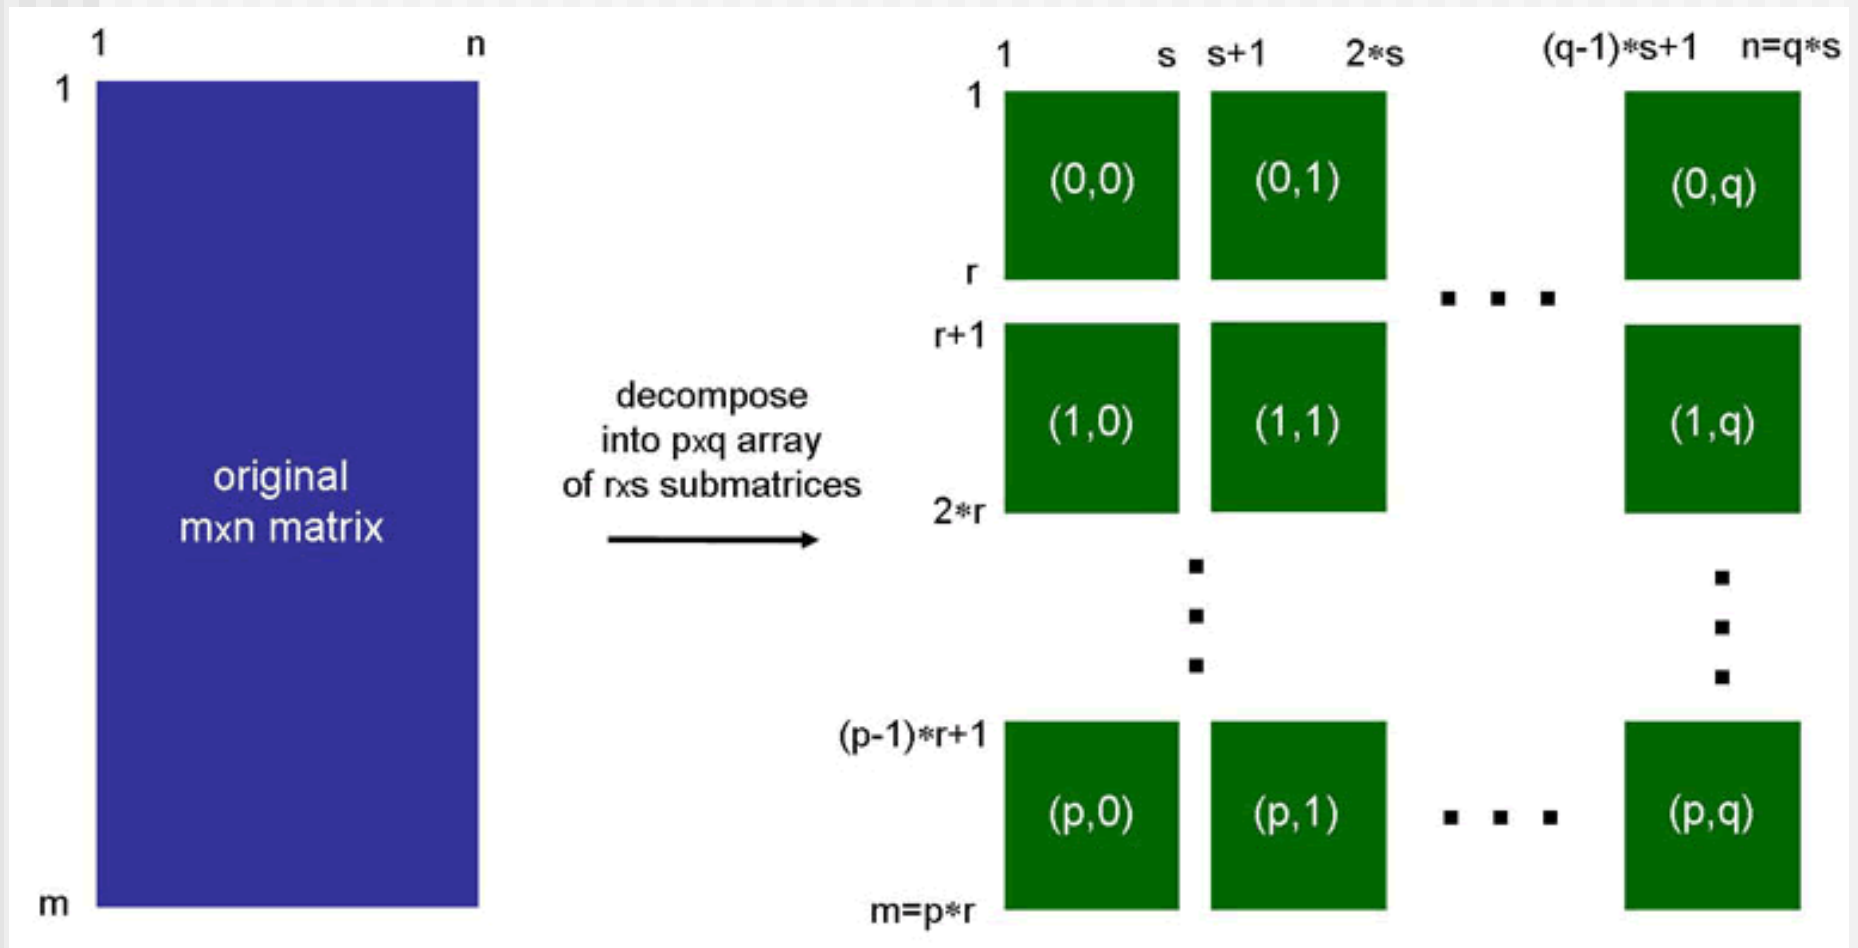 1 n
1
original
mxn matrix
m
decompose
into pxq array
of rxs submatrices
1 s s+1 2*s (q-1)*s+1 n=q*s
1
(0,0) (0,1) (0,q)
r
r+1
(1,0) (1,1) (1,q)
2*r
(p-1)*r+1
(p,0) (p,1) (p,q)
m=p*r